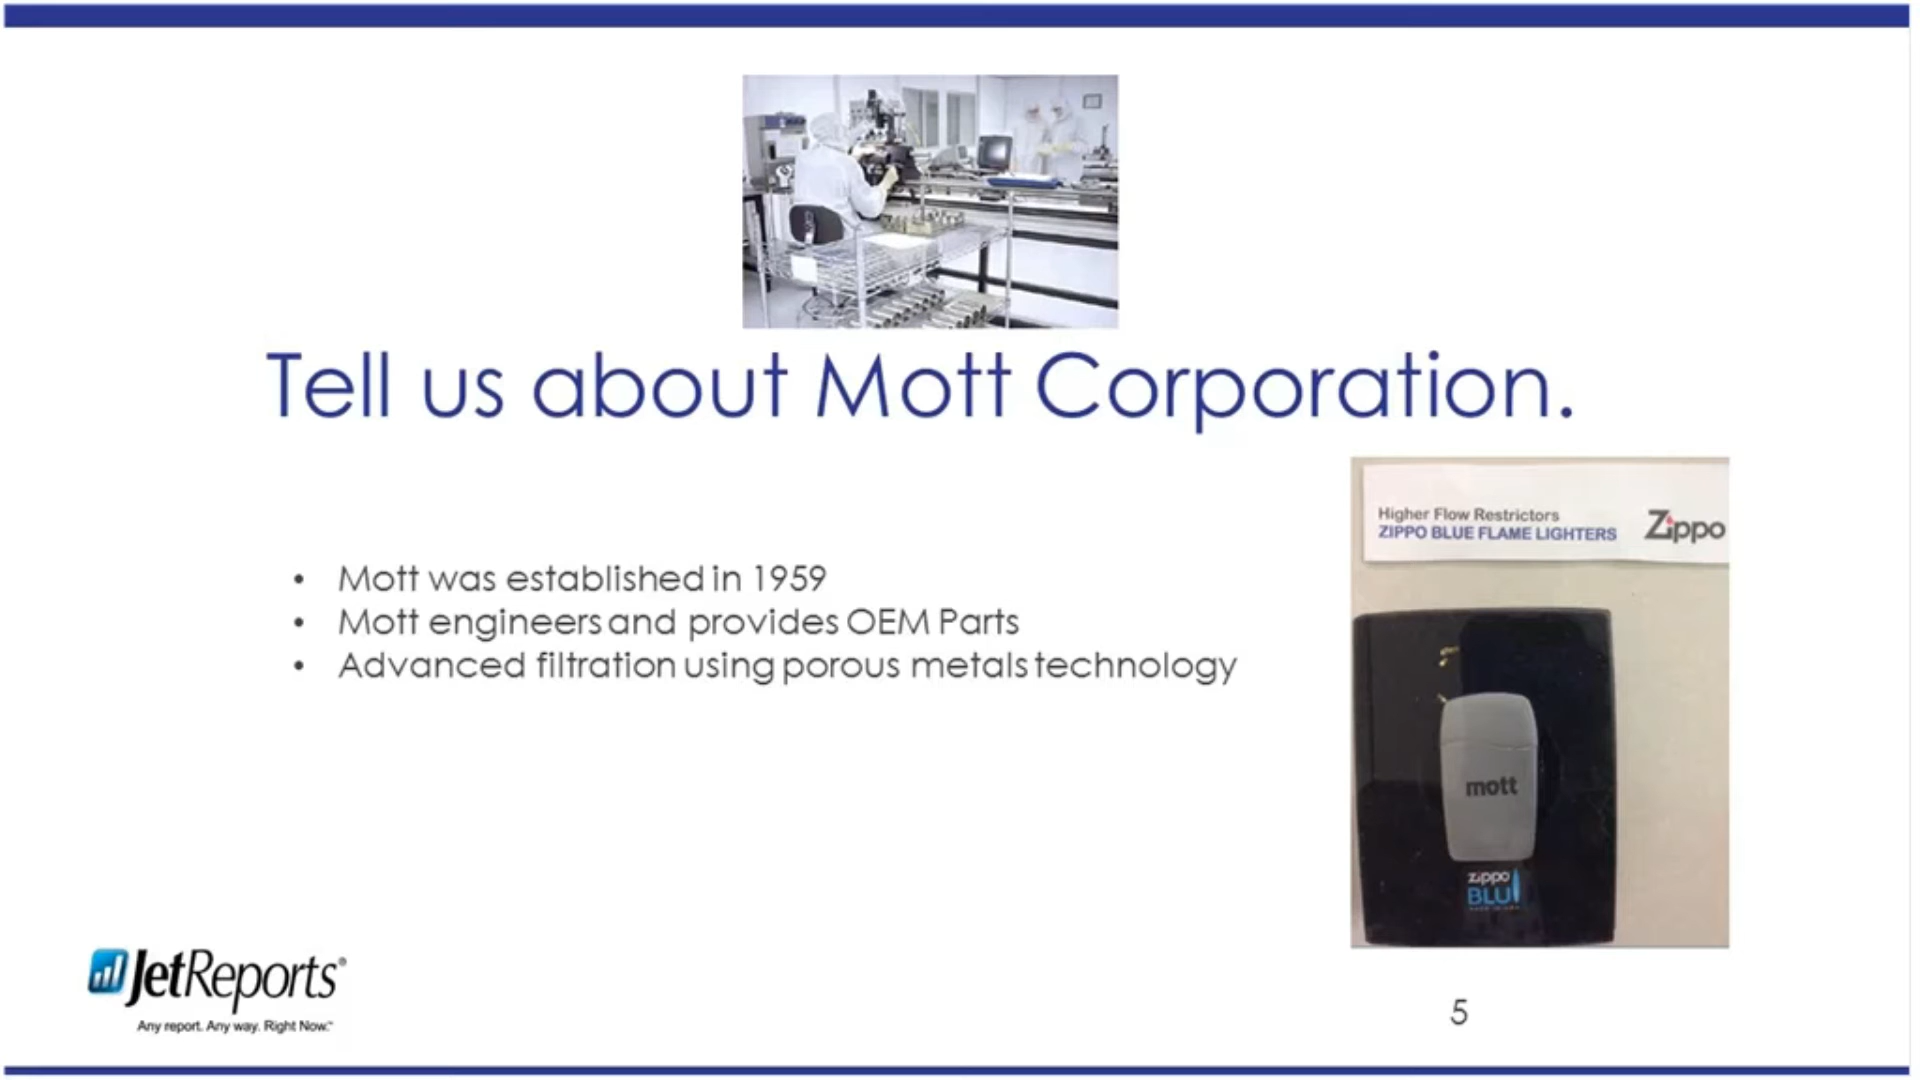 Tell us about Mott Corporation.
Higher Flow Restrictors
ZIPPO BLUE FLAME LIGHTERS
Zippo
• Mott was established in 1959
• Mott engineers and provides OEM Parts
• Advanced filtration using porous metals technology
mott
zippo
BLU
JetReports®
Any report. Any way. Right Now.™
5